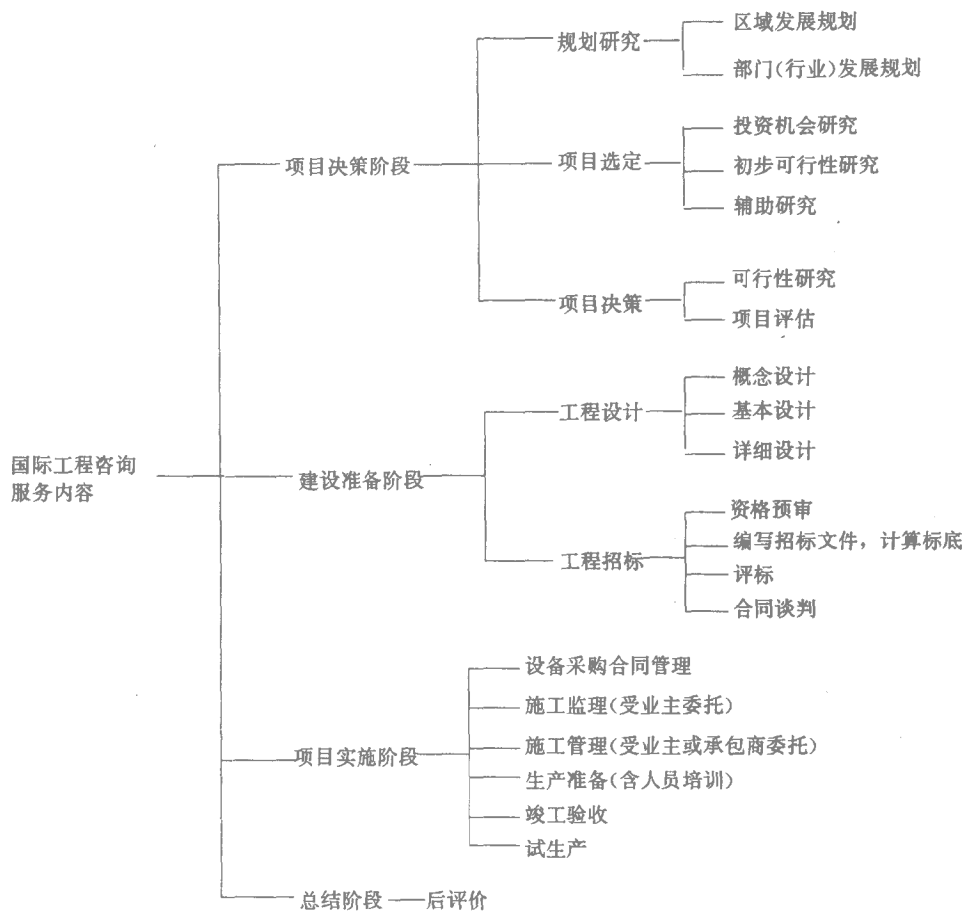 国际工程咨询
服务内容
项目决策阶段
规划研究
区域发展规划
部门(行业)发展规划
项目选定
投资机会研究
初步可行性研究
辅助研究
项目决策
可行性研究
项目评估
建设准备阶段
工程设计
概念设计
基本设计
详细设计
工程招标
资格预审
编写招标文件，计算标底
评标
合同谈判
项目实施阶段
设备采购合同管理
施工监理(受业主委托)
施工管理(受业主或承包商委托)
生产准备(含人员培训)
竣工验收
试生产
总结阶段
后评价